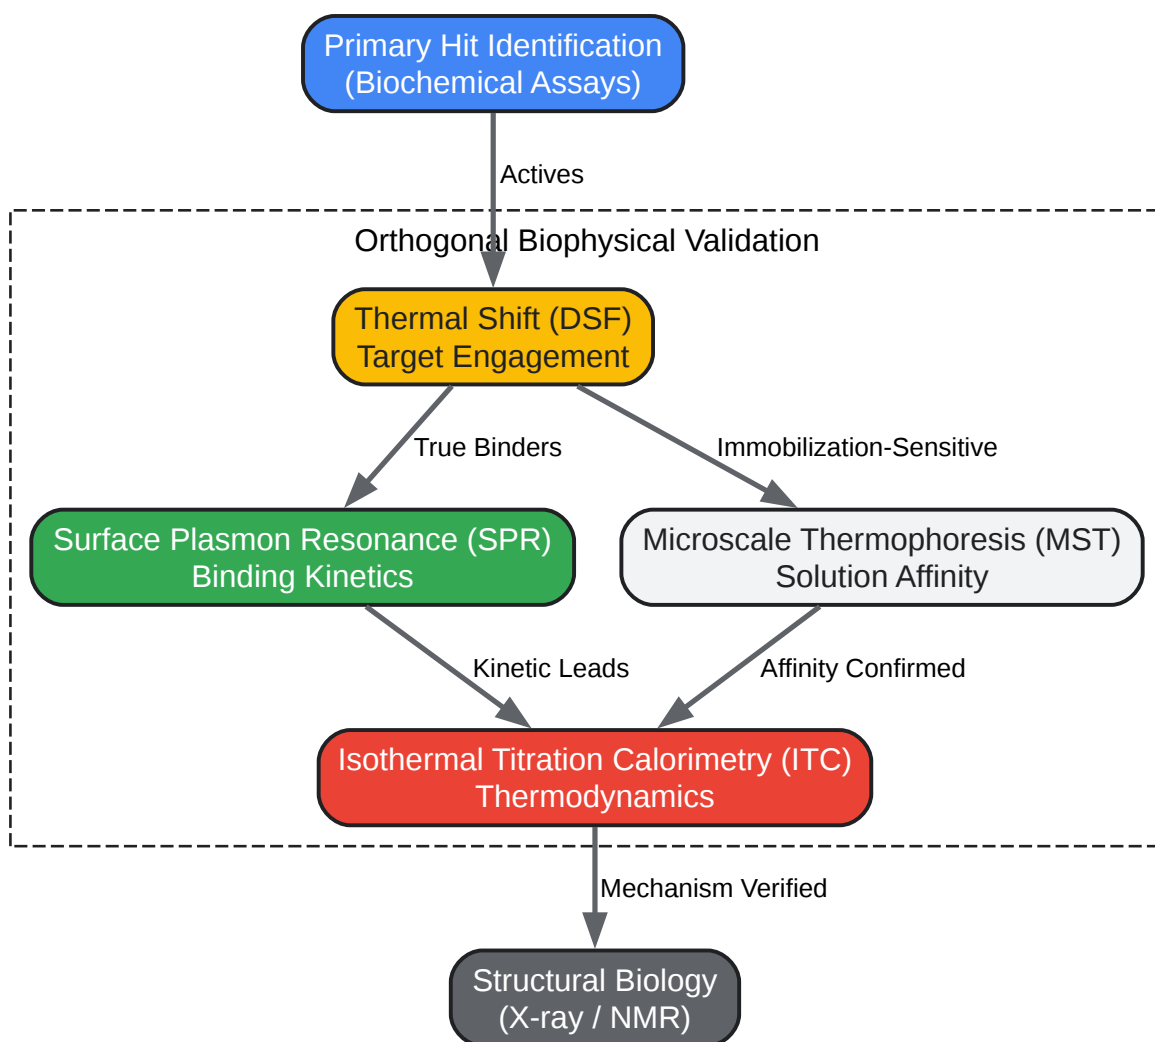 Primary Hit Identification
(Biochemical Assays)
Actives
Orthogonal Biophysical Validation
Thermal Shift (DSF)
Target Engagement
True Binders
Immobilization-Sensitive
Surface Plasmon Resonance (SPR)
Binding Kinetics
Microscale Thermophoresis (MST)
Solution Affinity
Kinetic Leads
Affinity Confirmed
Isothermal Titration Calorimetry (ITC)
Thermodynamics
Mechanism Verified
Structural Biology
(X-ray / NMR)